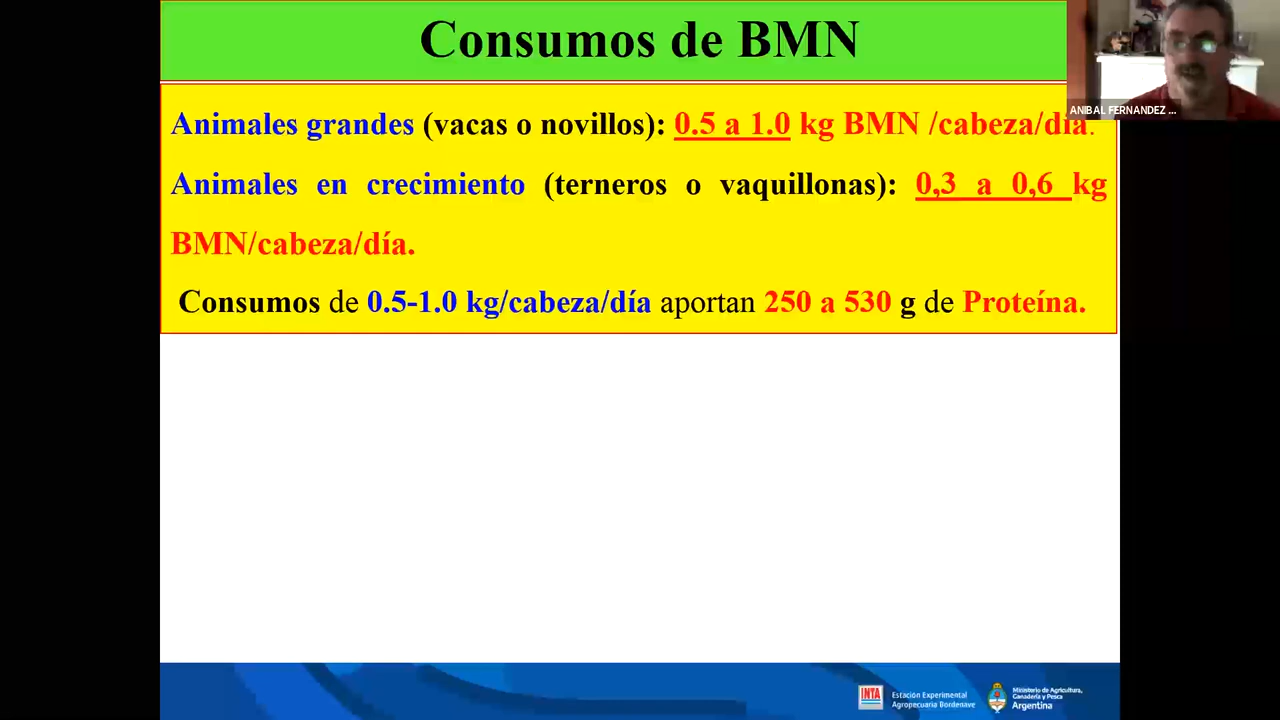 Consumos de BMN
ANIBAL FERNANDEZ ...
Animales grandes (vacas o novillos): 0.5 a 1.0 kg BMN /cabeza/día.
Animales en crecimiento (terneros o vaquillonas): 0,3 a 0,6 kg
BMN/cabeza/día.
Consumos de 0.5-1.0 kg/cabeza/día aportan 250 a 530 g de Proteína.
INTA
Estación Experimental
Agropecuaria Bordenave
Ministerio de Agricultura,
Ganadería y Pesca
Argentina